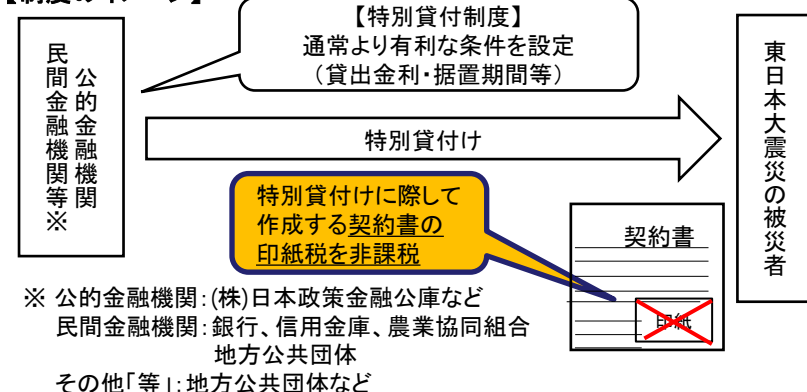 【制度のイメージ】
【特別貸付制度】
通常より有利な条件を設定
（貸出金利・据置期間等）
公的金融機関
民間金融機関等※
特別貸付け
東日本大震災の被災者
特別貸付けに際して
作成する契約書の
印紙税を非課税
契約書
印紙
※ 公的金融機関：(株)日本政策金融公庫など
民間金融機関：銀行、信用金庫、農業協同組合
地方公共団体
その他「等」：地方公共団体など